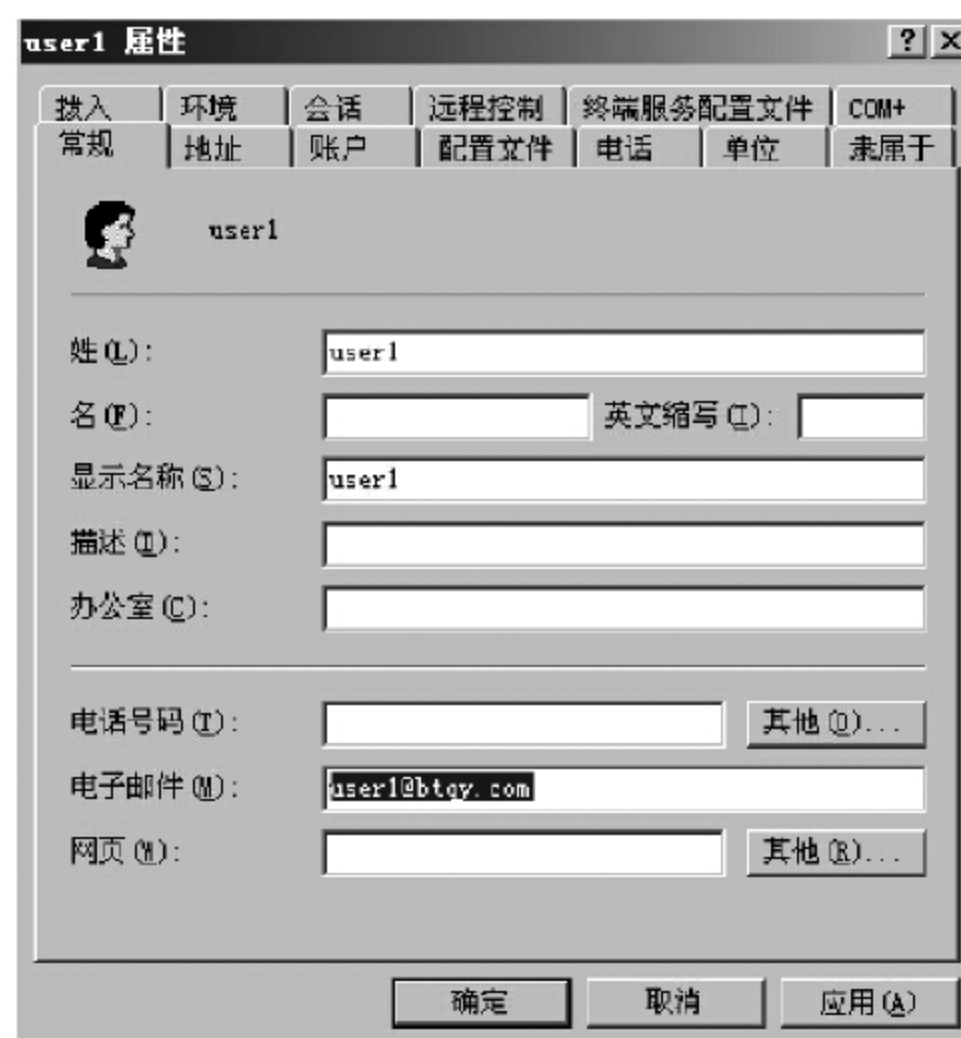 user1 属性
拨入 环境 会话 远程控制 终端服务配置文件 COM+
常规 地址 账户 配置文件 电话 单位 隶属于
user1
姓(L): user1
名(F): 英文缩写(I):
显示名称(S): user1
描述(D):
办公室(C):
电话号码(T): 其他(O)...
电子邮件(M): user1@btqy.com
网页(W): 其他(R)...
确定 取消 应用(A)